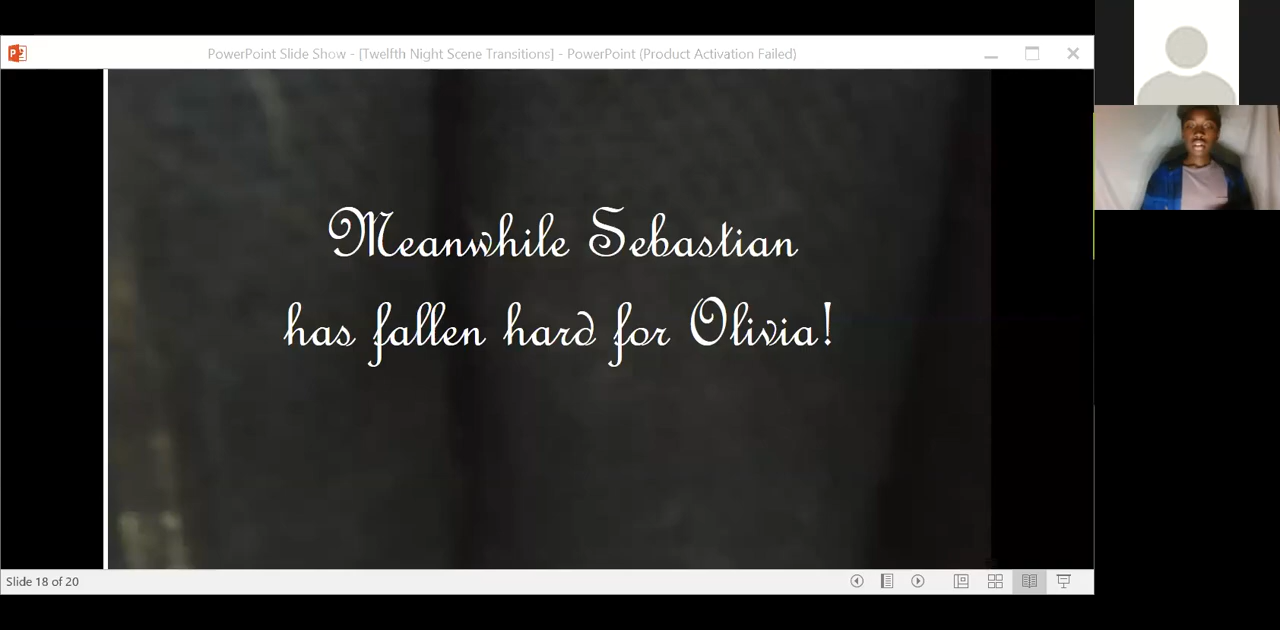 PowerPoint Slide Show - [Twelfth Night Scene Transitions] - PowerPoint (Product Activation Failed)
Meanwhile Sebastian
has fallen hard for Olivia!
Slide 18 of 20